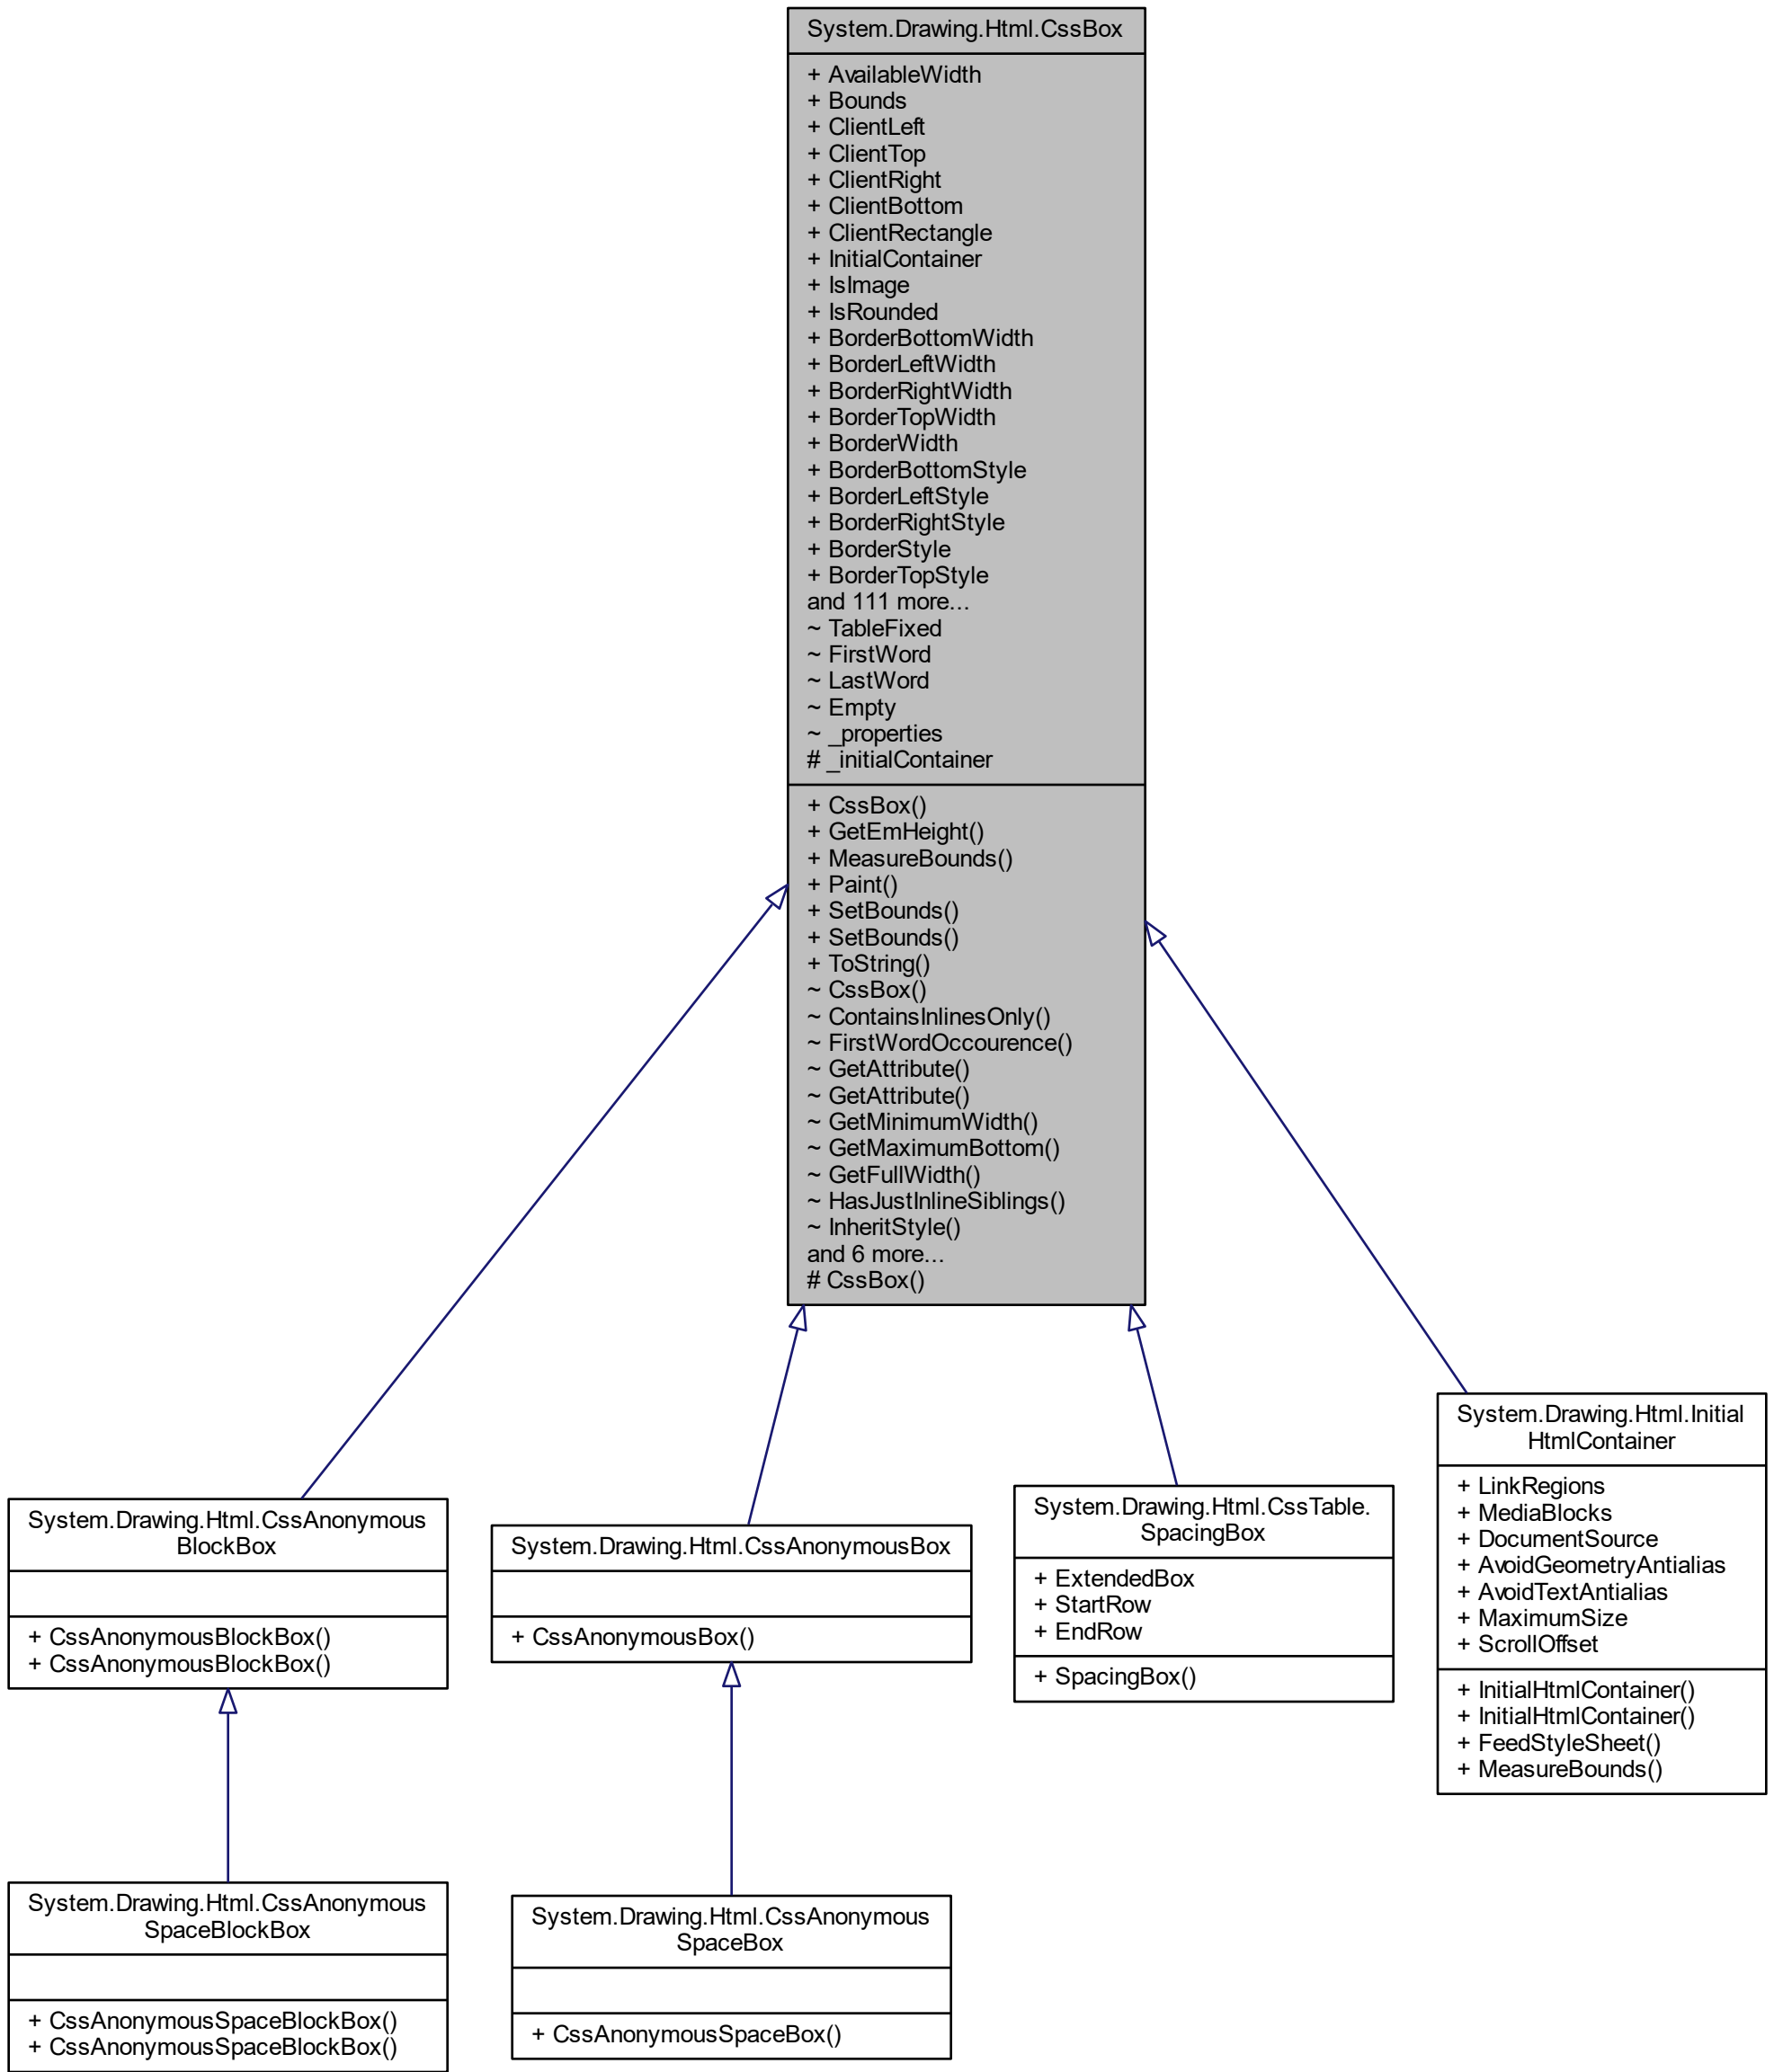 System.Drawing.Html.CssBox
+ AvailableWidth
+ Bounds
+ ClientLeft
+ ClientTop
+ ClientRight
+ ClientBottom
+ ClientRectangle
+ InitialContainer
+ IsImage
+ IsRounded
+ BorderBottomWidth
+ BorderLeftWidth
+ BorderRightWidth
+ BorderTopWidth
+ BorderWidth
+ BorderBottomStyle
+ BorderLeftStyle
+ BorderRightStyle
+ BorderStyle
+ BorderTopStyle
and 111 more...
~ TableFixed
~ FirstWord
~ LastWord
~ Empty
~ _properties
# _initialContainer
+ CssBox()
+ GetEmHeight()
+ MeasureBounds()
+ Paint()
+ SetBounds()
+ SetBounds()
+ ToString()
~ CssBox()
~ ContainsInlinesOnly()
~ FirstWordOccourence()
~ GetAttribute()
~ GetAttribute()
~ GetMinimumWidth()
~ GetMaximumBottom()
~ GetFullWidth()
~ HasJustInlineSiblings()
~ InheritStyle()
and 6 more...
# CssBox()
System.Drawing.Html.CssAnonymous
BlockBox
+ CssAnonymousBlockBox()
+ CssAnonymousBlockBox()
System.Drawing.Html.CssAnonymousBox
+ CssAnonymousBox()
System.Drawing.Html.CssTable.
SpacingBox
+ ExtendedBox
+ StartRow
+ EndRow
+ SpacingBox()
System.Drawing.Html.Initial
HtmlContainer
+ LinkRegions
+ MediaBlocks
+ DocumentSource
+ AvoidGeometryAntialias
+ AvoidTextAntialias
+ MaximumSize
+ ScrollOffset
+ InitialHtmlContainer()
+ InitialHtmlContainer()
+ FeedStyleSheet()
+ MeasureBounds()
System.Drawing.Html.CssAnonymous
SpaceBlockBox
+ CssAnonymousSpaceBlockBox()
+ CssAnonymousSpaceBlockBox()
System.Drawing.Html.CssAnonymous
SpaceBox
+ CssAnonymousSpaceBox()